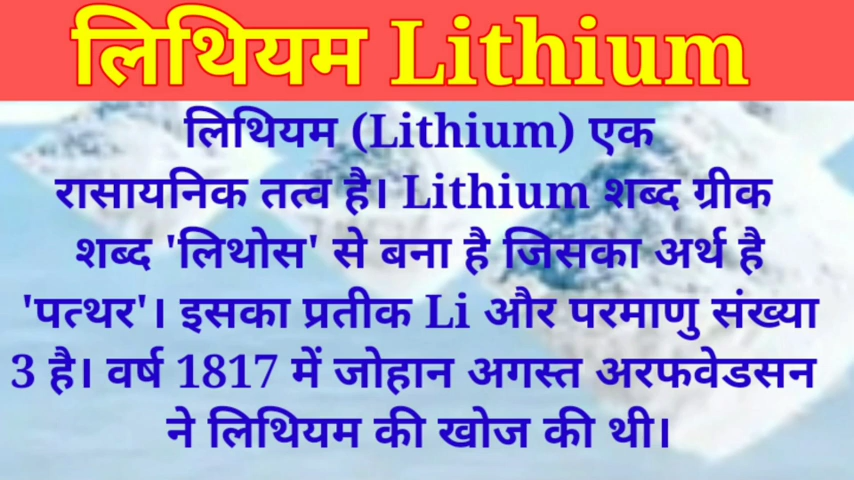 लिथियम Lithium
लिथियम (Lithium) एक
रासायनिक तत्व है। Lithium शब्द ग्रीक
शब्द 'लिथोस' से बना है जिसका अर्थ है
'पत्थर'। इसका प्रतीक Li और परमाणु संख्या
3 है। वर्ष 1817 में जोहान अगस्त अरफवेडसन
ने लिथियम की खोज की थी।